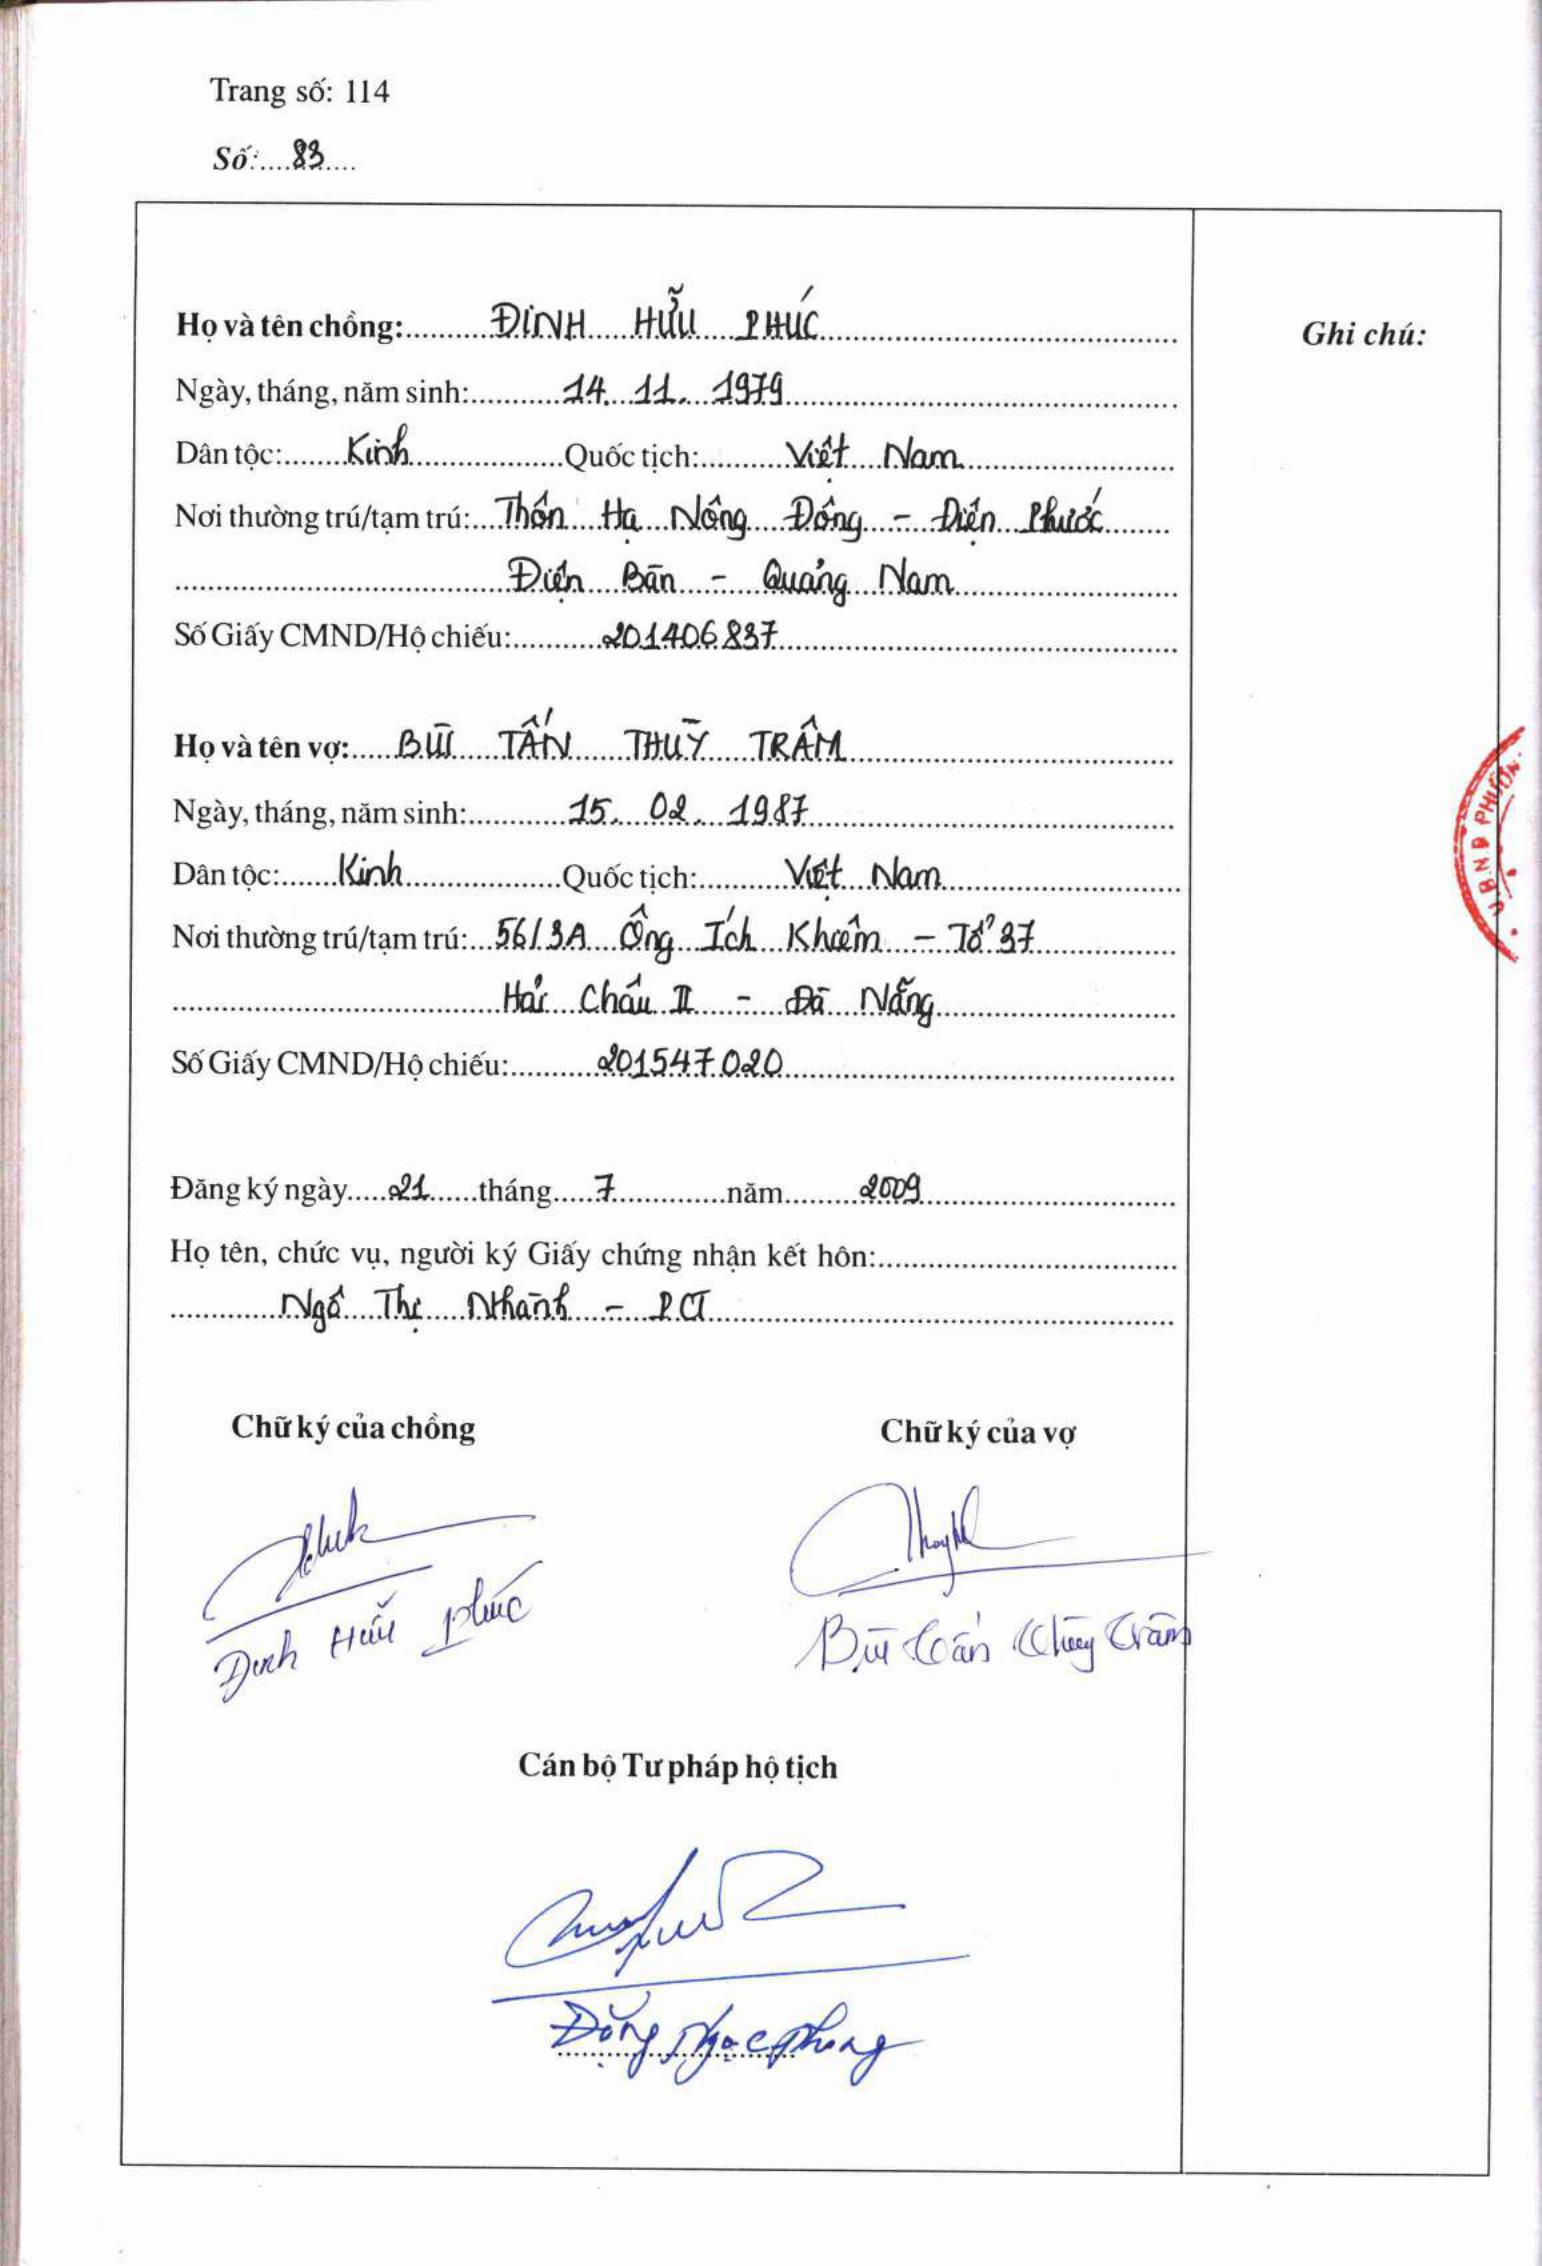 Trang số: 114
Số:....83....
Họ và tên chồng:..........ĐINH HỮU PHÚC
Ghi chú:
Ngày, tháng, năm sinh:..........14. 11. 1979
Dân tộc:.......Kinh..................Quốc tịch:..........Việt Nam
Nơi thường trú/tạm trú:...Thôn Hạ Nông Đông - Điện Phước
Điện Bàn - Quảng Nam
Số Giấy CMND/Hộ chiếu:..........201406837
Họ và tên vợ:.....BÙI TẤN THUỲ TRÂM
Ngày, tháng, năm sinh:..........15. 02. 1987
Dân tộc:......Kinh..................Quốc tịch:..........Việt Nam
Nơi thường trú/tạm trú:...56/3A Ông Ích Khiêm - Tổ 37
Hải Châu II - Đà Nẵng
Số Giấy CMND/Hộ chiếu:..........201547020
Đăng ký ngày.....21......tháng.....7.............năm.........2009
Họ tên, chức vụ, người ký Giấy chứng nhận kết hôn:
Ngô Thị Nhành - PCT
Chữ ký của chồng Chữ ký của vợ
Đinh Hữu Phúc Bùi Tấn Thùy Trâm
Cán bộ Tư pháp hộ tịch
Đặng Ngọc Phong
U.B.N.D PHƯỜN